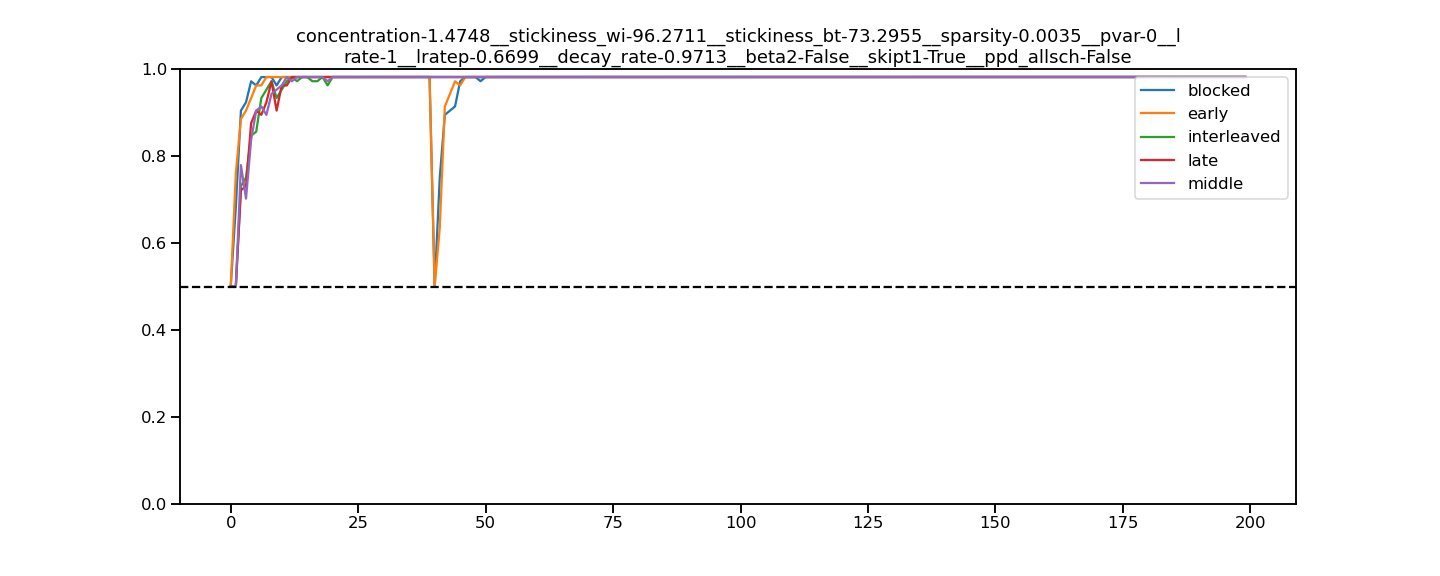 concentration-1.4748__stickiness_wi-96.2711__stickiness_bt-73.2955__sparsity-0.0035__pvar-0__l
rate-1__lratep-0.6699__decay_rate-0.9713__beta2-False__skipt1-True__ppd_allsch-False
1.0
0.8
0.6
0.4
0.2
0.0
blocked
early
interleaved
late
middle
0 25 50 75 100 125 150 175 200